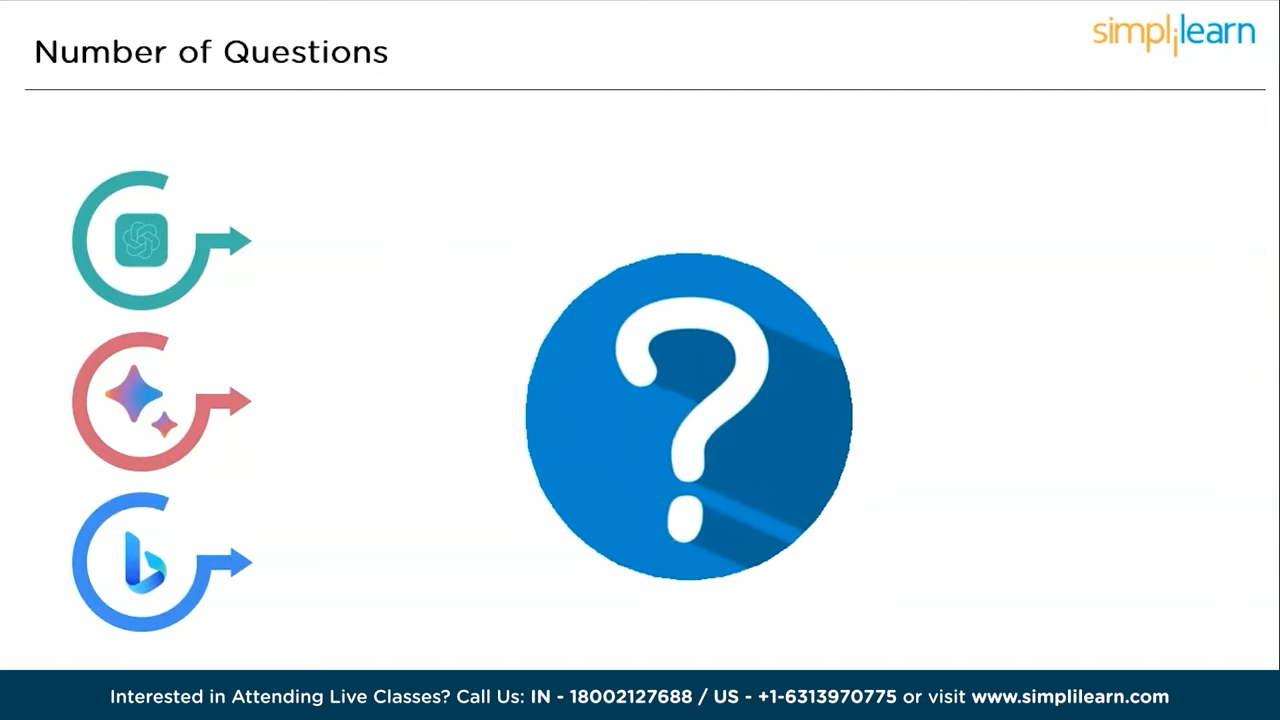 Number of Questions
simplilearn
Interested in Attending Live Classes? Call Us: IN - 18002127688 / US - +1-6313970775 or visit www.simplilearn.com